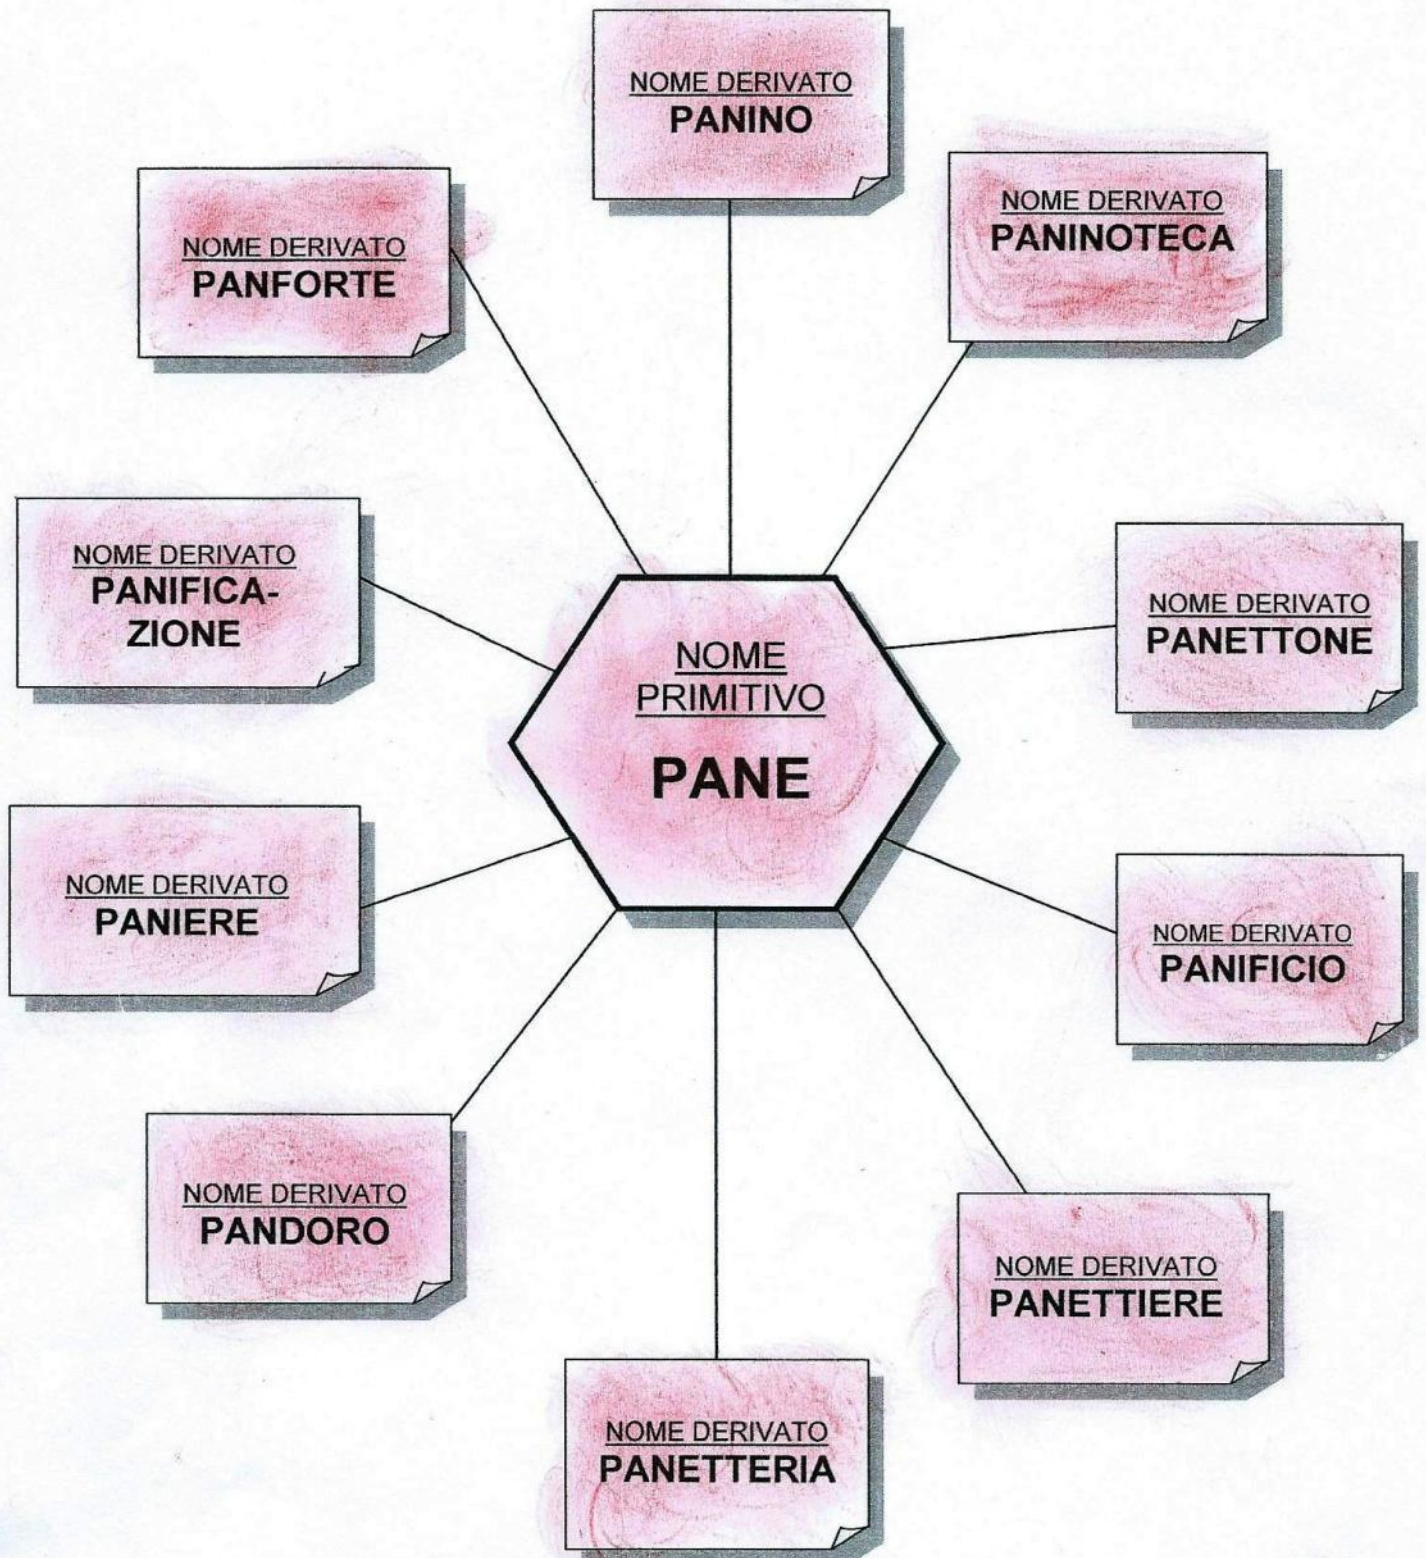 NOME DERIVATO
PANINO
NOME DERIVATO
PANINOTECA
NOME DERIVATO
PANFORTE
NOME DERIVATO
PANIFICA-
ZIONE
NOME DERIVATO
PANETTONE
NOME
PRIMITIVO
PANE
NOME DERIVATO
PANIERE
NOME DERIVATO
PANIFICIO
NOME DERIVATO
PANDORO
NOME DERIVATO
PANETTIERE
NOME DERIVATO
PANETTERIA